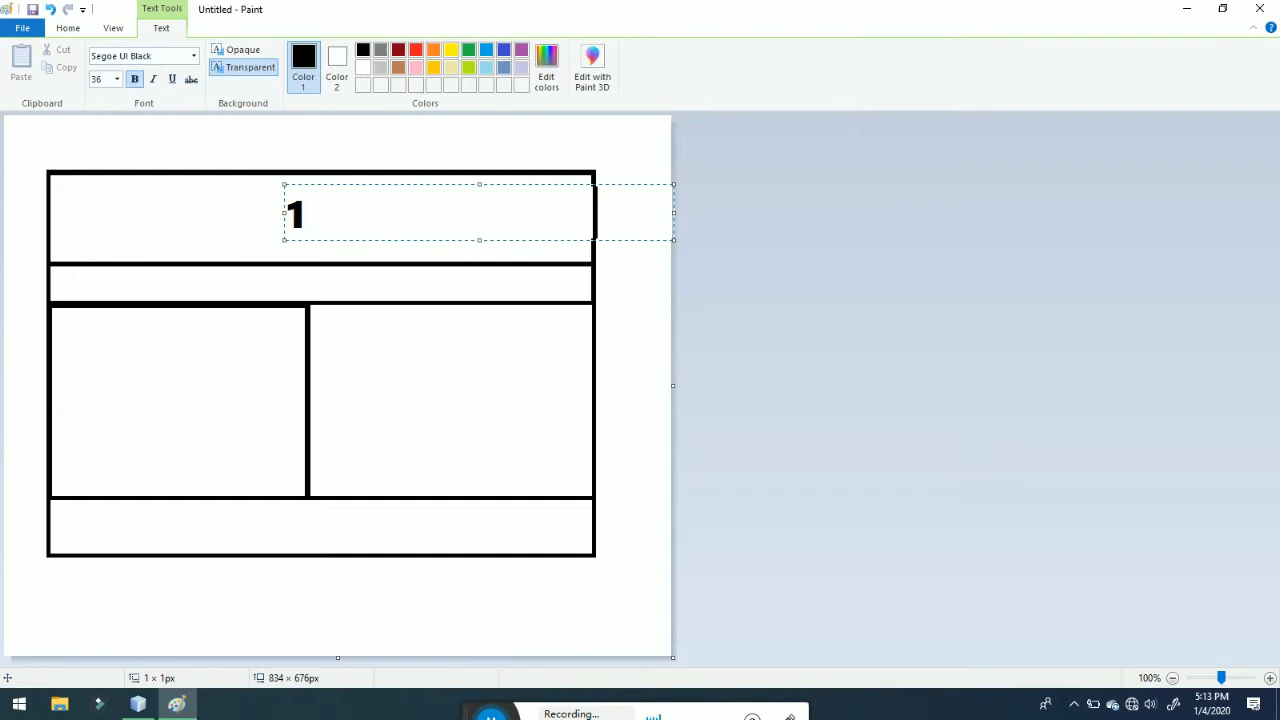 Text Tools
Untitled - Paint
File
Home
View
Text
Paste
Cut
Copy
Clipboard
Segoe UI Black
36
B I U abc
Font
Opaque
Transparent
Background
Color 1
Color 2
Edit colors
Colors
Edit with Paint 3D
1
1 × 1px
834 × 676px
100%
Recording...
5:13 PM
1/4/2020